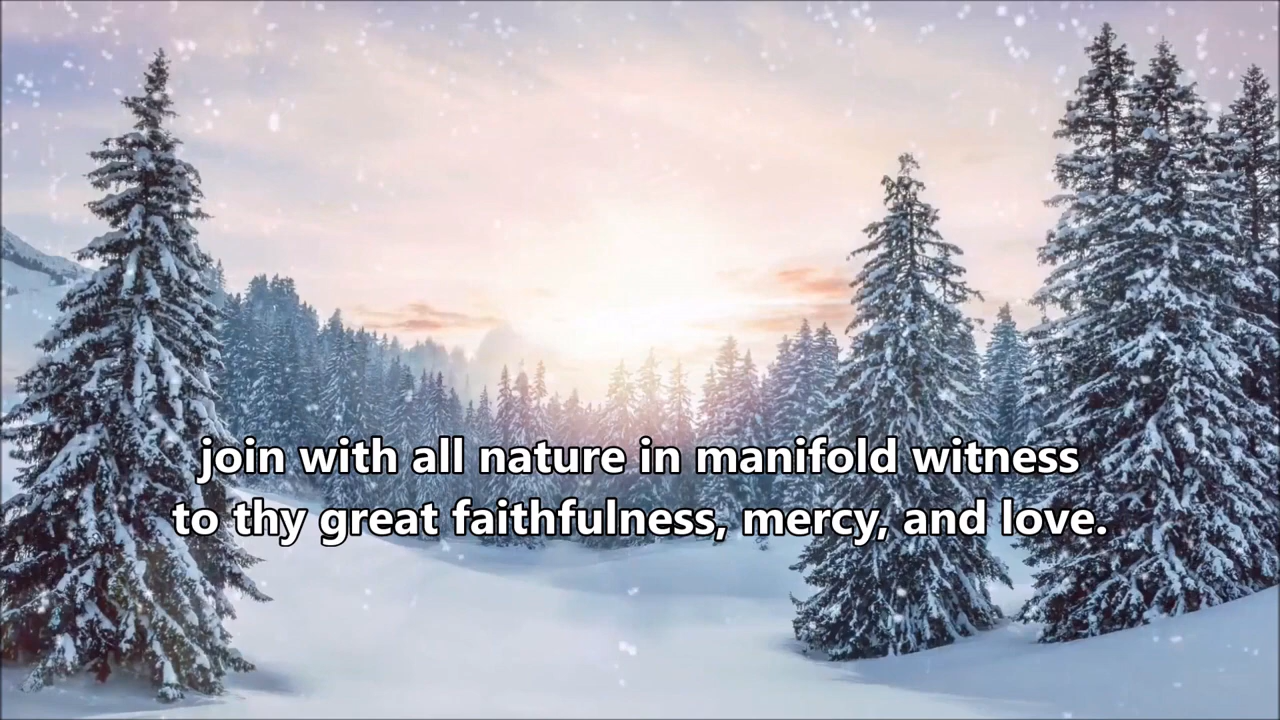 join with all nature in manifold witness
to thy great faithfulness, mercy, and love.